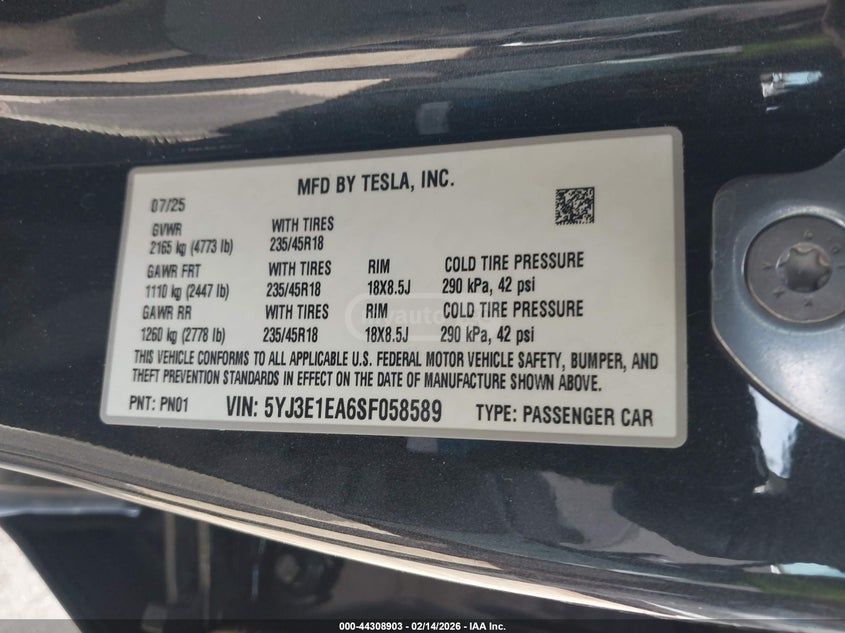 MFD BY TESLA, INC.
07/25
GVWR WITH TIRES
2165 kg (4773 lb) 235/45R18
GAWR FRT WITH TIRES RIM COLD TIRE PRESSURE
1110 kg (2447 lb) 235/45R18 18X8.5J 290 kPa, 42 psi
GAWR RR WITH TIRES RIM COLD TIRE PRESSURE
1260 kg (2778 lb) 235/45R18 18X8.5J 290 kPa, 42 psi
THIS VEHICLE CONFORMS TO ALL APPLICABLE U.S. FEDERAL MOTOR VEHICLE SAFETY, BUMPER, AND
THEFT PREVENTION STANDARDS IN EFFECT ON THE DATE OF MANUFACTURE SHOWN ABOVE.
PNT: PN01 VIN: 5YJ3E1EA6SF058589 TYPE: PASSENGER CAR
000-44308903 - 02/14/2026 - IAA Inc.